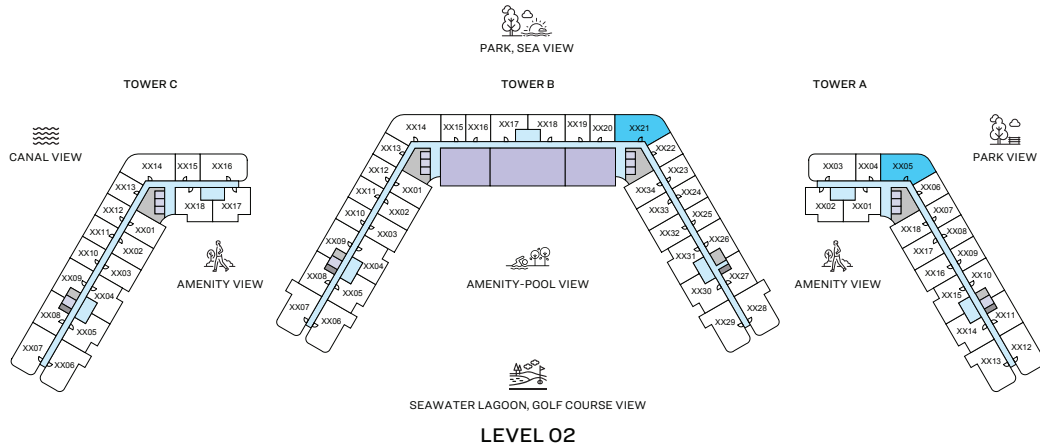 PARK, SEA VIEW
TOWER C
TOWER B
TOWER A
CANAL VIEW
PARK VIEW
XX14
XX15
XX16
XX13
XX12
XX11
XX10
XX09
XX08
XX07
XX06
XX05
XX04
XX03
XX02
XX01
XX18
XX17
XX14
XX15
XX16
XX17
XX18
XX19
XX20
XX21
XX13
XX12
XX11
XX10
XX09
XX08
XX07
XX06
XX05
XX04
XX03
XX02
XX01
XX22
XX23
XX24
XX25
XX26
XX27
XX28
XX29
XX30
XX31
XX32
XX33
XX34
XX03
XX04
XX05
XX02
XX01
XX06
XX07
XX08
XX09
XX10
XX11
XX12
XX13
XX14
XX15
XX16
XX17
XX18
AMENITY VIEW
AMENITY-POOL VIEW
AMENITY VIEW
SEAWATER LAGOON, GOLF COURSE VIEW
LEVEL 02